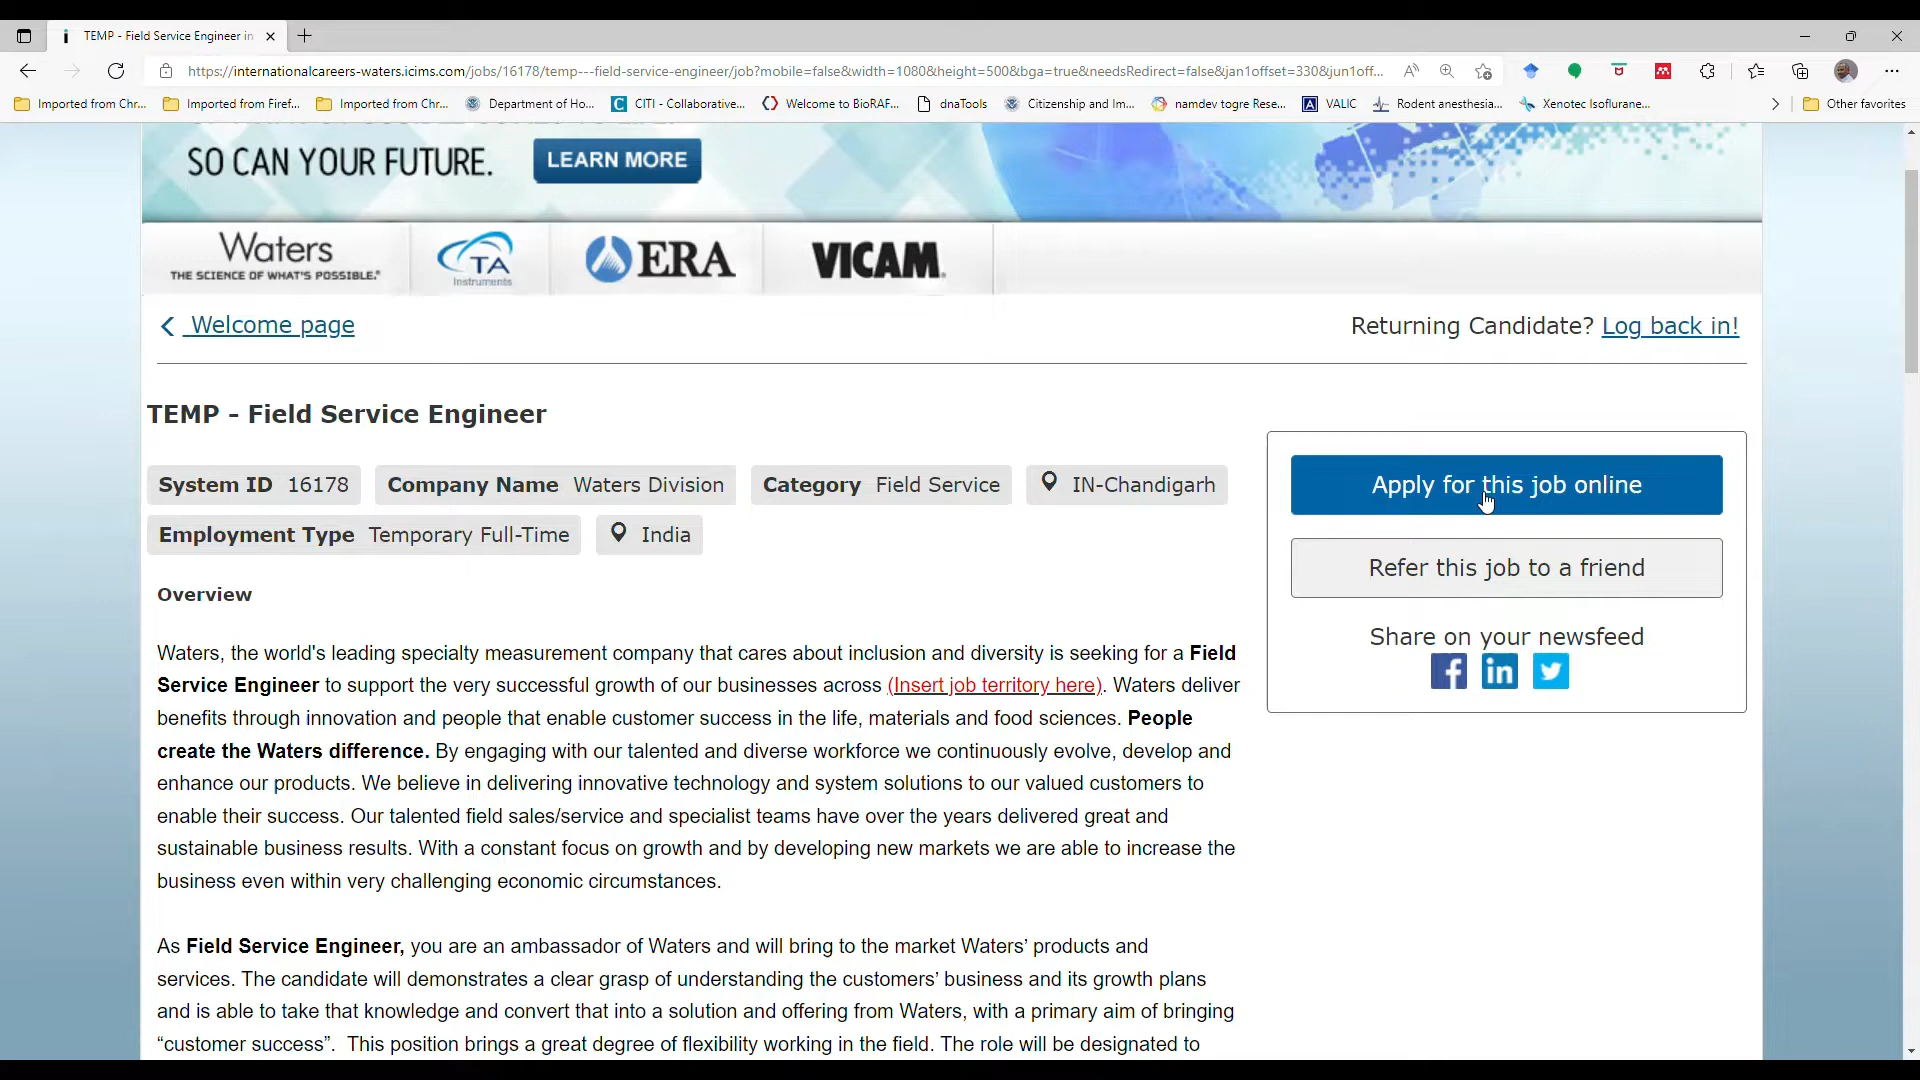 TEMP - Field Service Engineer in
https://internationalcareers-waters.icims.com/jobs/16178/temp---field-service-engineer/job?mobile=false&width=1080&height=500&bga=true&needsRedirect=false&jan1offset=330&jun1off...
Imported from Chr... Imported from Firef... Imported from Chr... Department of Ho... CITI - Collaborative... Welcome to BioRAF... dnaTools Citizenship and Im... namdev togre Rese... VALIC Rodent anesthesia... Xenotec Isoflurane... Other favorites
SO CAN YOUR FUTURE. LEARN MORE
Waters
THE SCIENCE OF WHAT'S POSSIBLE.®
TA
Instruments
ERA
VICAM
Welcome page
Returning Candidate? Log back in!
TEMP - Field Service Engineer
System ID 16178 Company Name Waters Division Category Field Service IN-Chandigarh
Employment Type Temporary Full-Time India
Apply for this job online
Refer this job to a friend
Share on your newsfeed
Overview
Waters, the world's leading specialty measurement company that cares about inclusion and diversity is seeking for a Field
Service Engineer to support the very successful growth of our businesses across (Insert job territory here). Waters deliver
benefits through innovation and people that enable customer success in the life, materials and food sciences. People
create the Waters difference. By engaging with our talented and diverse workforce we continuously evolve, develop and
enhance our products. We believe in delivering innovative technology and system solutions to our valued customers to
enable their success. Our talented field sales/service and specialist teams have over the years delivered great and
sustainable business results. With a constant focus on growth and by developing new markets we are able to increase the
business even within very challenging economic circumstances.
As Field Service Engineer, you are an ambassador of Waters and will bring to the market Waters’ products and
services. The candidate will demonstrates a clear grasp of understanding the customers’ business and its growth plans
and is able to take that knowledge and convert that into a solution and offering from Waters, with a primary aim of bringing
“customer success”. This position brings a great degree of flexibility working in the field. The role will be designated to